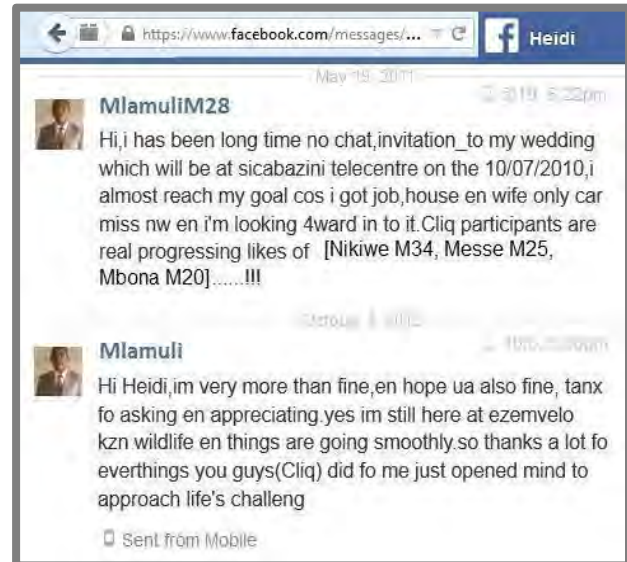 https://www.facebook.com/messages/...
Heidi
May 19, 2011
5/19, 5:22pm
MlamuliM28
Hi,i has been long time no chat,invitation_to my wedding
which will be at sicabazini telecentre on the 10/07/2010,i
almost reach my goal cos i got job,house en wife only car
miss nw en i'm looking 4ward in to it.Cliq participants are
real progressing likes of [Nikiwe M34, Messe M25,
Mbona M20]......!!!
Mlamuli
Hi Heidi,im very more than fine,en hope ua also fine, tanx
fo asking en appreciating.yes im still here at ezemvelo
kzn wildlife en things are going smoothly.so thanks a lot fo
everthings you guys(Cliq) did fo me just opened mind to
approach life's challeng
Sent from Mobile